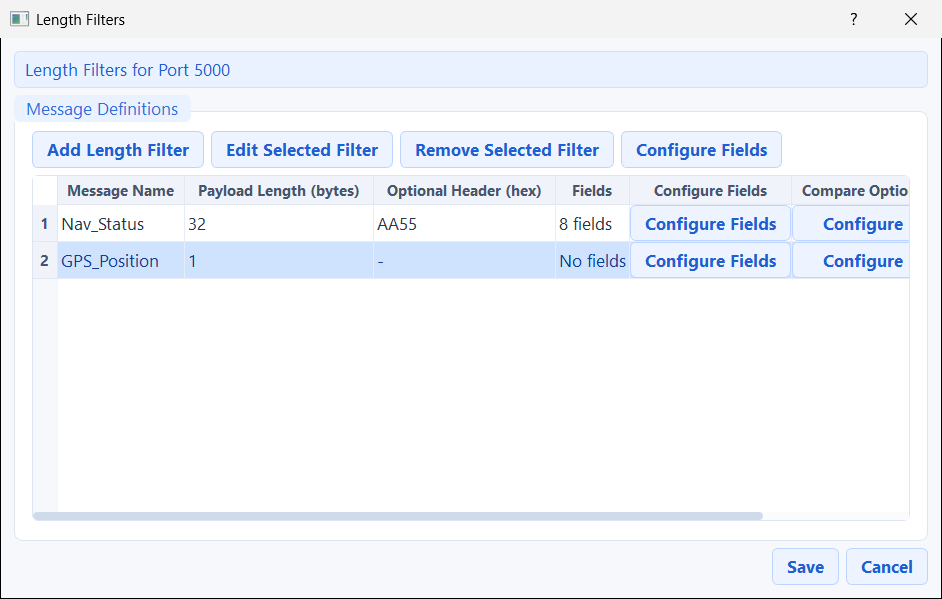 Length Filters ?
Length Filters for Port 5000
Message Definitions
Add Length Filter Edit Selected Filter Remove Selected Filter Configure Fields
Message Name Payload Length (bytes) Optional Header (hex) Fields Configure Fields Compare Optio
1 Nav_Status 32 AA55 8 fields Configure Fields Configure
2 GPS_Position 1 - No fields Configure Fields Configure
Save Cancel